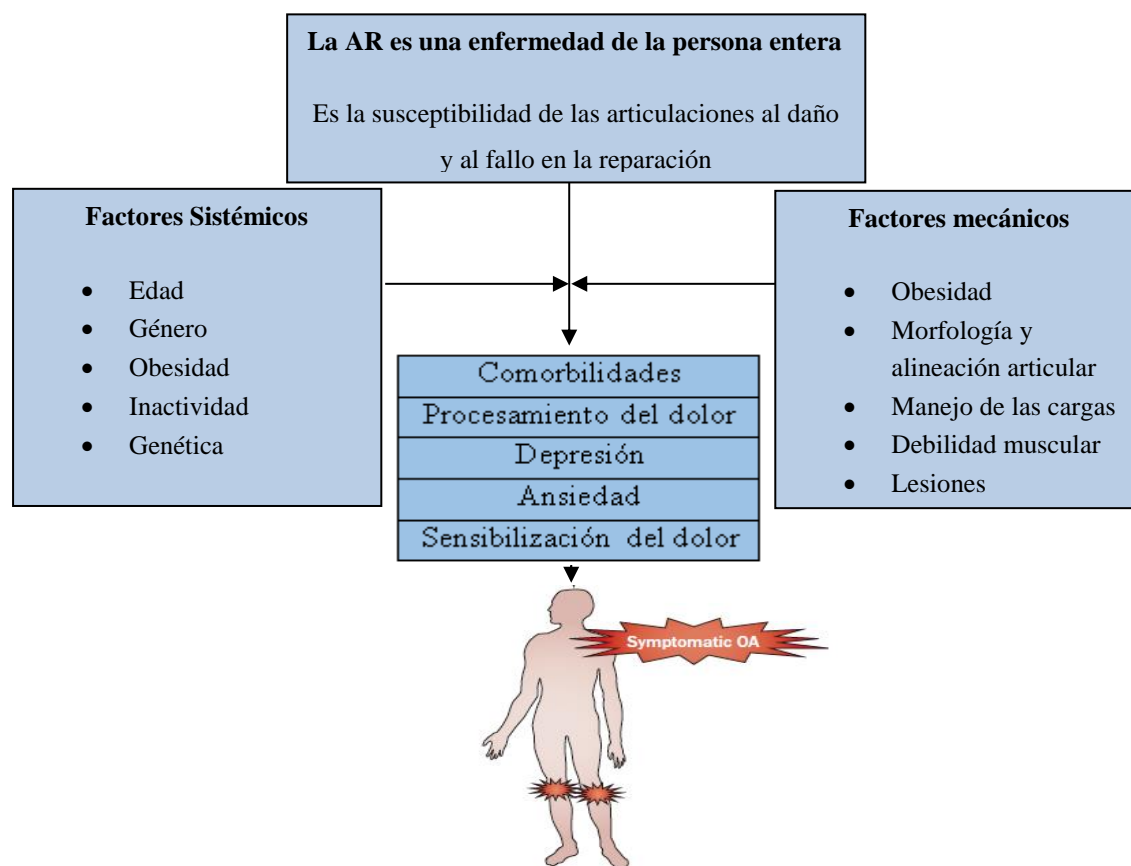 La AR es una enfermedad de la persona entera
Es la susceptibilidad de las articulaciones al daño
y al fallo en la reparación
Factores Sistémicos
• Edad
• Género
• Obesidad
• Inactividad
• Genética
Factores mecánicos
• Obesidad
• Morfología y
alineación articular
• Manejo de las cargas
• Debilidad muscular
• Lesiones
Comorbilidades
Procesamiento del dolor
Depresión
Ansiedad
Sensibilización del dolor
Symptomatic OA